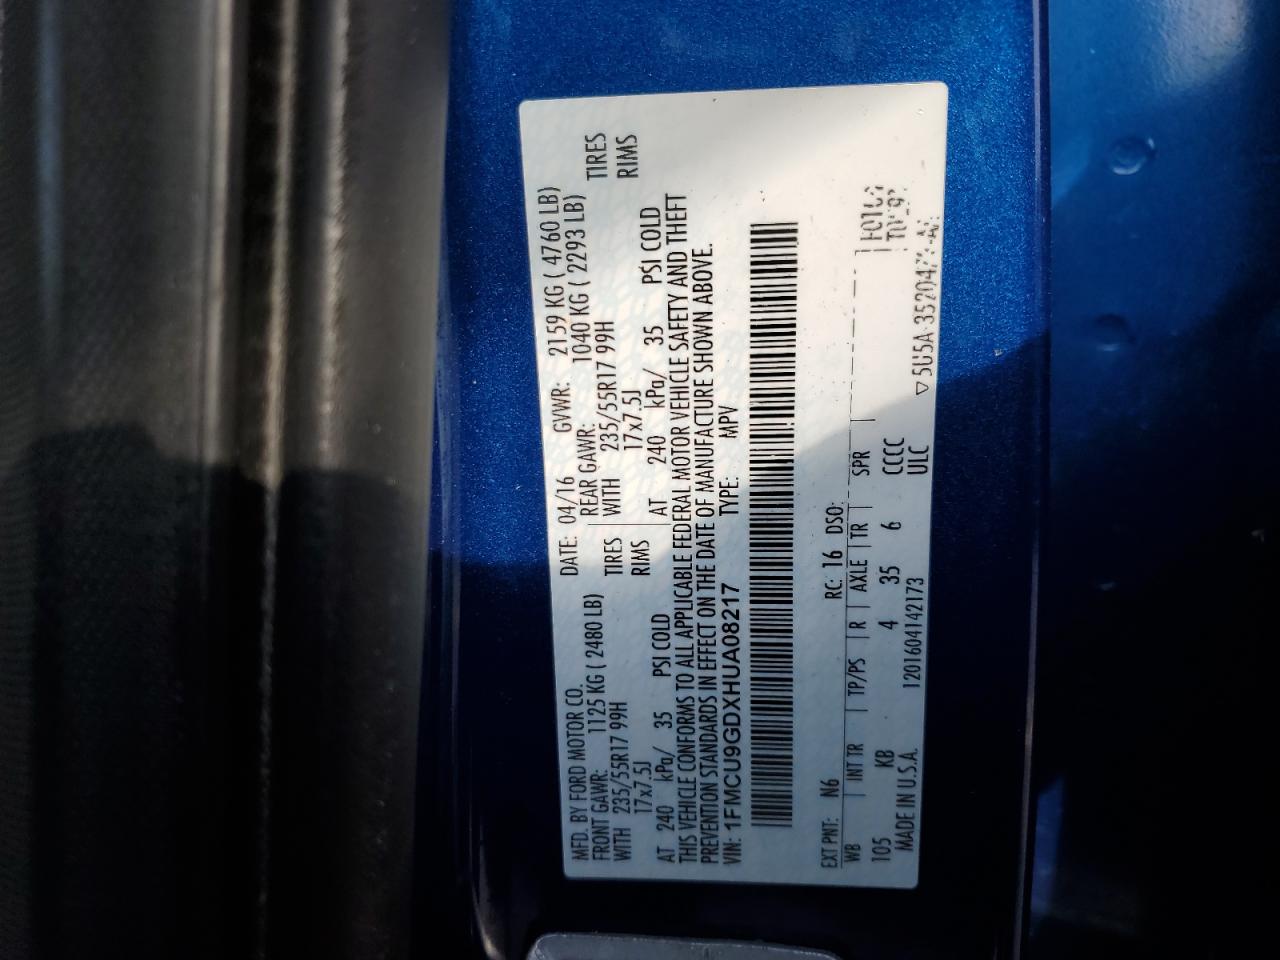 MFD. BY FORD MOTOR CO.
DATE: 04/16 GVWR: 2159 KG ( 4760 LB)
FRONT GAWR: 1125 KG ( 2480 LB)
REAR GAWR: 1040 KG ( 2293 LB)
WITH 235/55R17 99H TIRES
WITH 235/55R17 99H TIRES
17x7.5J RIMS
17x7.5J RIMS
AT 240 kPa/ 35 PSI COLD
AT 240 kPa/ 35 PSI COLD
THIS VEHICLE CONFORMS TO ALL APPLICABLE FEDERAL MOTOR VEHICLE SAFETY AND THEFT
PREVENTION STANDARDS IN EFFECT ON THE DATE OF MANUFACTURE SHOWN ABOVE.
VIN: 1FMCU9GDXHUA08217 TYPE: MPV
EXT PNT: N6 RC: 16 DSO:
WB INT TR TP/PS R AXLE TR SPR
105 KB 4 35 6 CCCC
MADE IN U.S.A. 1201604142173 ULC